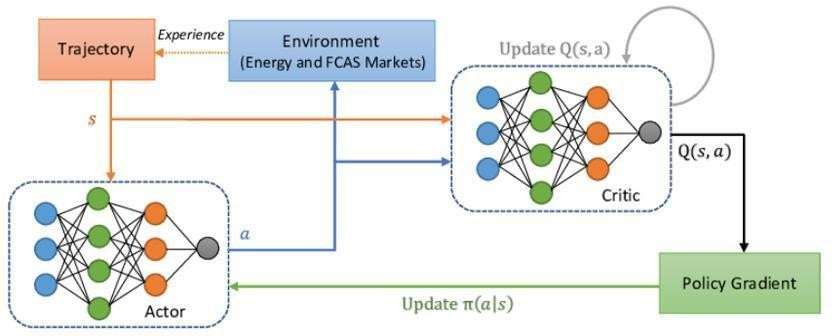 Trajectory
Experience
Environment
(Energy and FCAS Markets)
Update Q(s, a)
s
Critic
Q(s, a)
a
Actor
Update π(a|s)
Policy Gradient